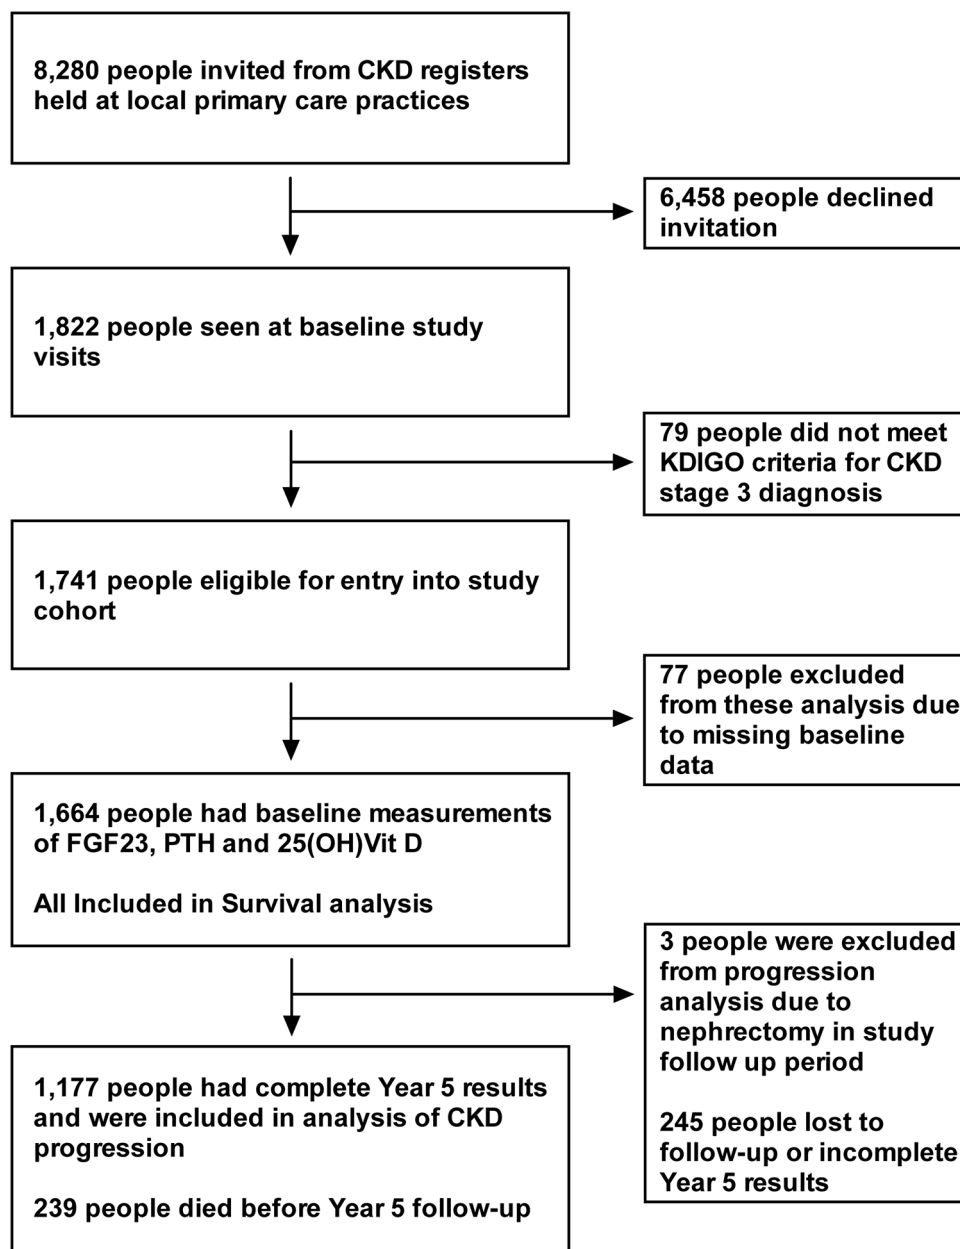 8,280 people invited from CKD registers
held at local primary care practices
6,458 people declined
invitation
1,822 people seen at baseline study
visits
79 people did not meet
KDIGO criteria for CKD
stage 3 diagnosis
1,741 people eligible for entry into study
cohort
77 people excluded
from these analysis due
to missing baseline
data
1,664 people had baseline measurements
of FGF23, PTH and 25(OH)Vit D
All Included in Survival analysis
3 people were excluded
from progression
analysis due to
nephrectomy in study
follow up period
245 people lost to
follow-up or incomplete
Year 5 results
1,177 people had complete Year 5 results
and were included in analysis of CKD
progression
239 people died before Year 5 follow-up